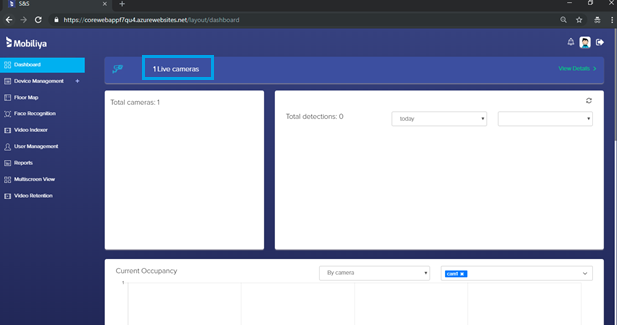 S&S
https://corewebappf7qu4.azurewebsites.net/layout/dashboard
Mobiliya
1 Live cameras
View Details
Dashboard
Device Management +
Floor Map
Face Recognition
Video Indexer
User Management
Reports
Multiscreen View
Video Retention
Total cameras: 1
Total detections: 0
today
Current Occupancy
By camera
cam1 ×
1